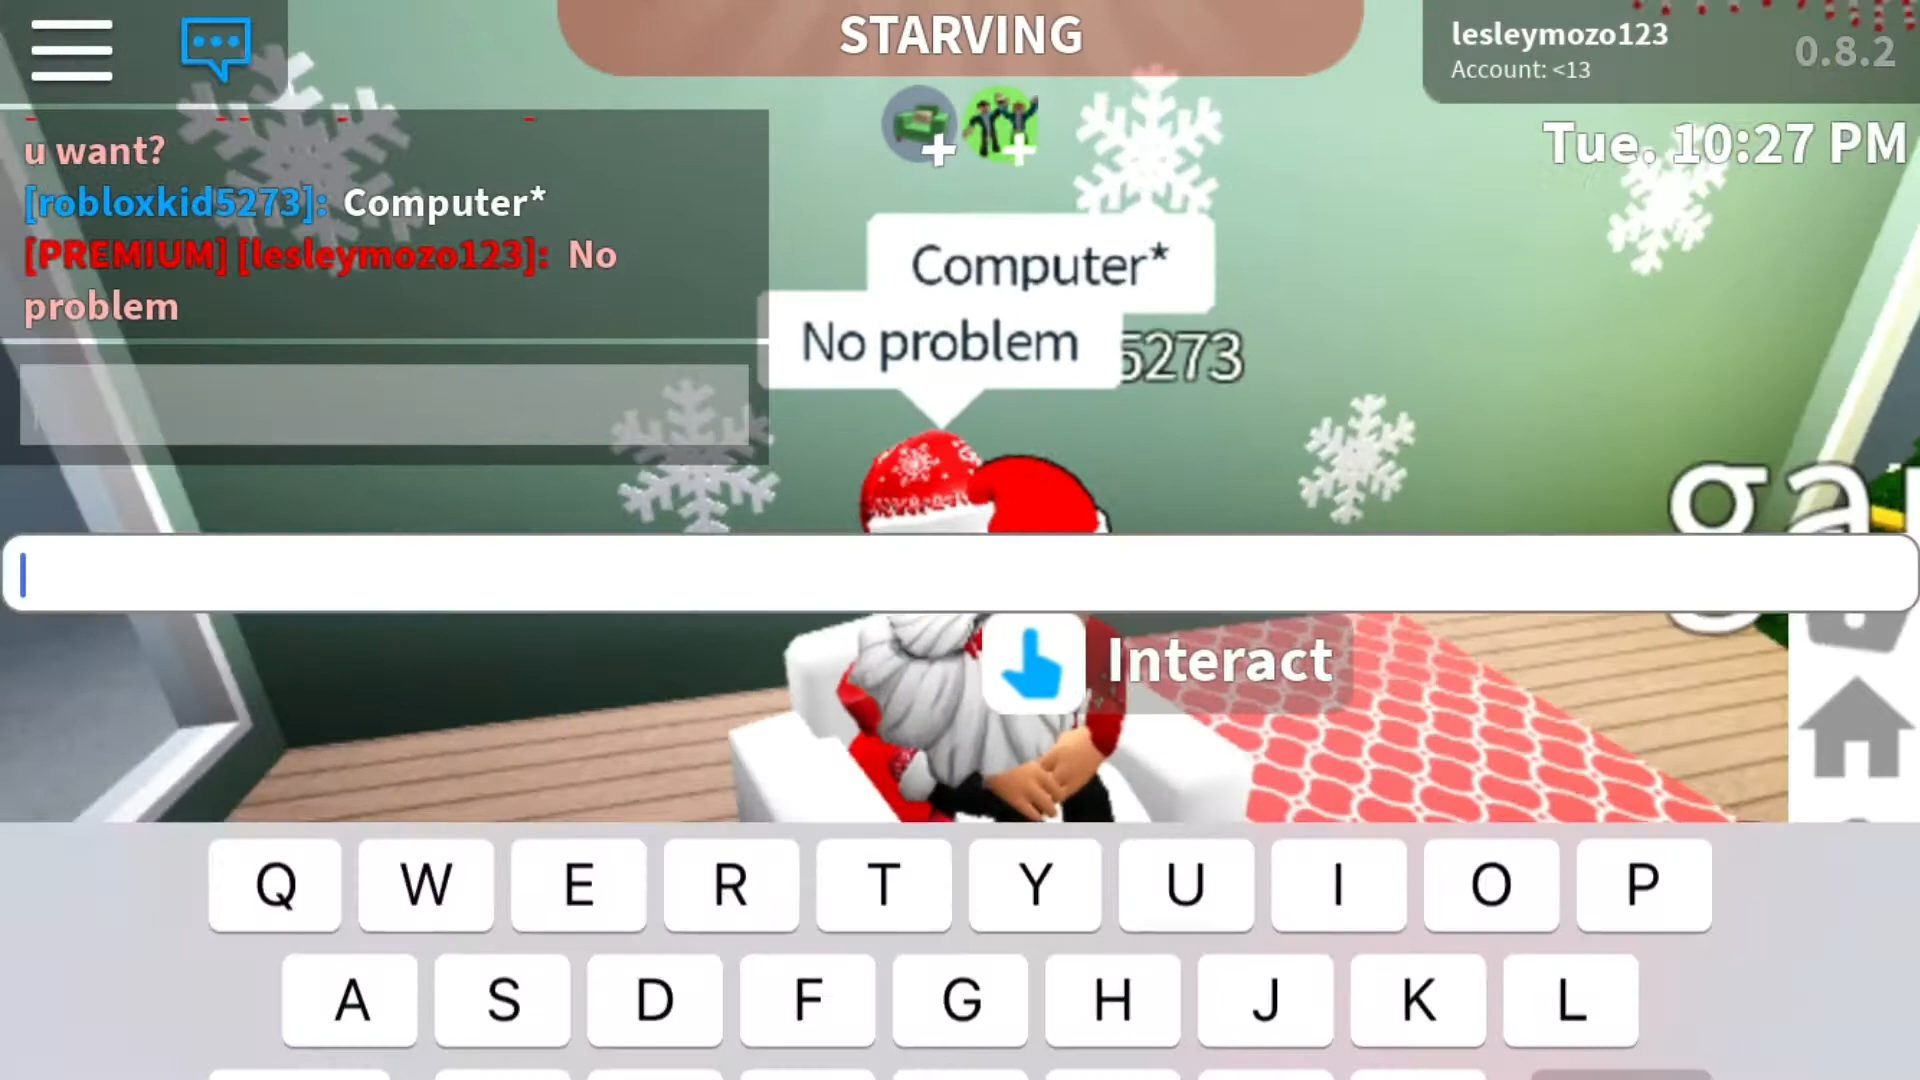 STARVING
lesleymozo123
Account: <13
0.8.2
Tue. 10:27 PM
u want?
[robloxkid5273]: Computer*
[PREMIUM] [lesleymozo123]: No
problem
Computer*
No problem
5273
ga
Interact
Q W E R T Y U I O P
A S D F G H J K L